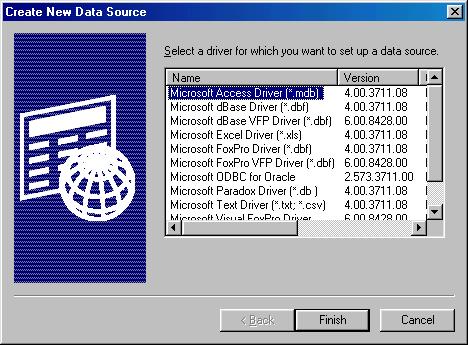 Create New Data Source
Select a driver for which you want to set up a data source.
Name Version
Microsoft Access Driver (*.mdb) 4.00.3711.08
Microsoft dBase Driver (*.dbf) 4.00.3711.08
Microsoft dBase VFP Driver (*.dbf) 6.00.8428.00
Microsoft Excel Driver (*.xls) 4.00.3711.08
Microsoft FoxPro Driver (*.dbf) 4.00.3711.08
Microsoft FoxPro VFP Driver (*.dbf) 6.00.8428.00
Microsoft ODBC for Oracle 2.573.3711.00
Microsoft Paradox Driver (*.db ) 4.00.3711.08
Microsoft Text Driver (*.txt; *.csv) 4.00.3711.08
Microsoft Visual FoxPro Driver 6.00.8428.00
< Back Finish Cancel